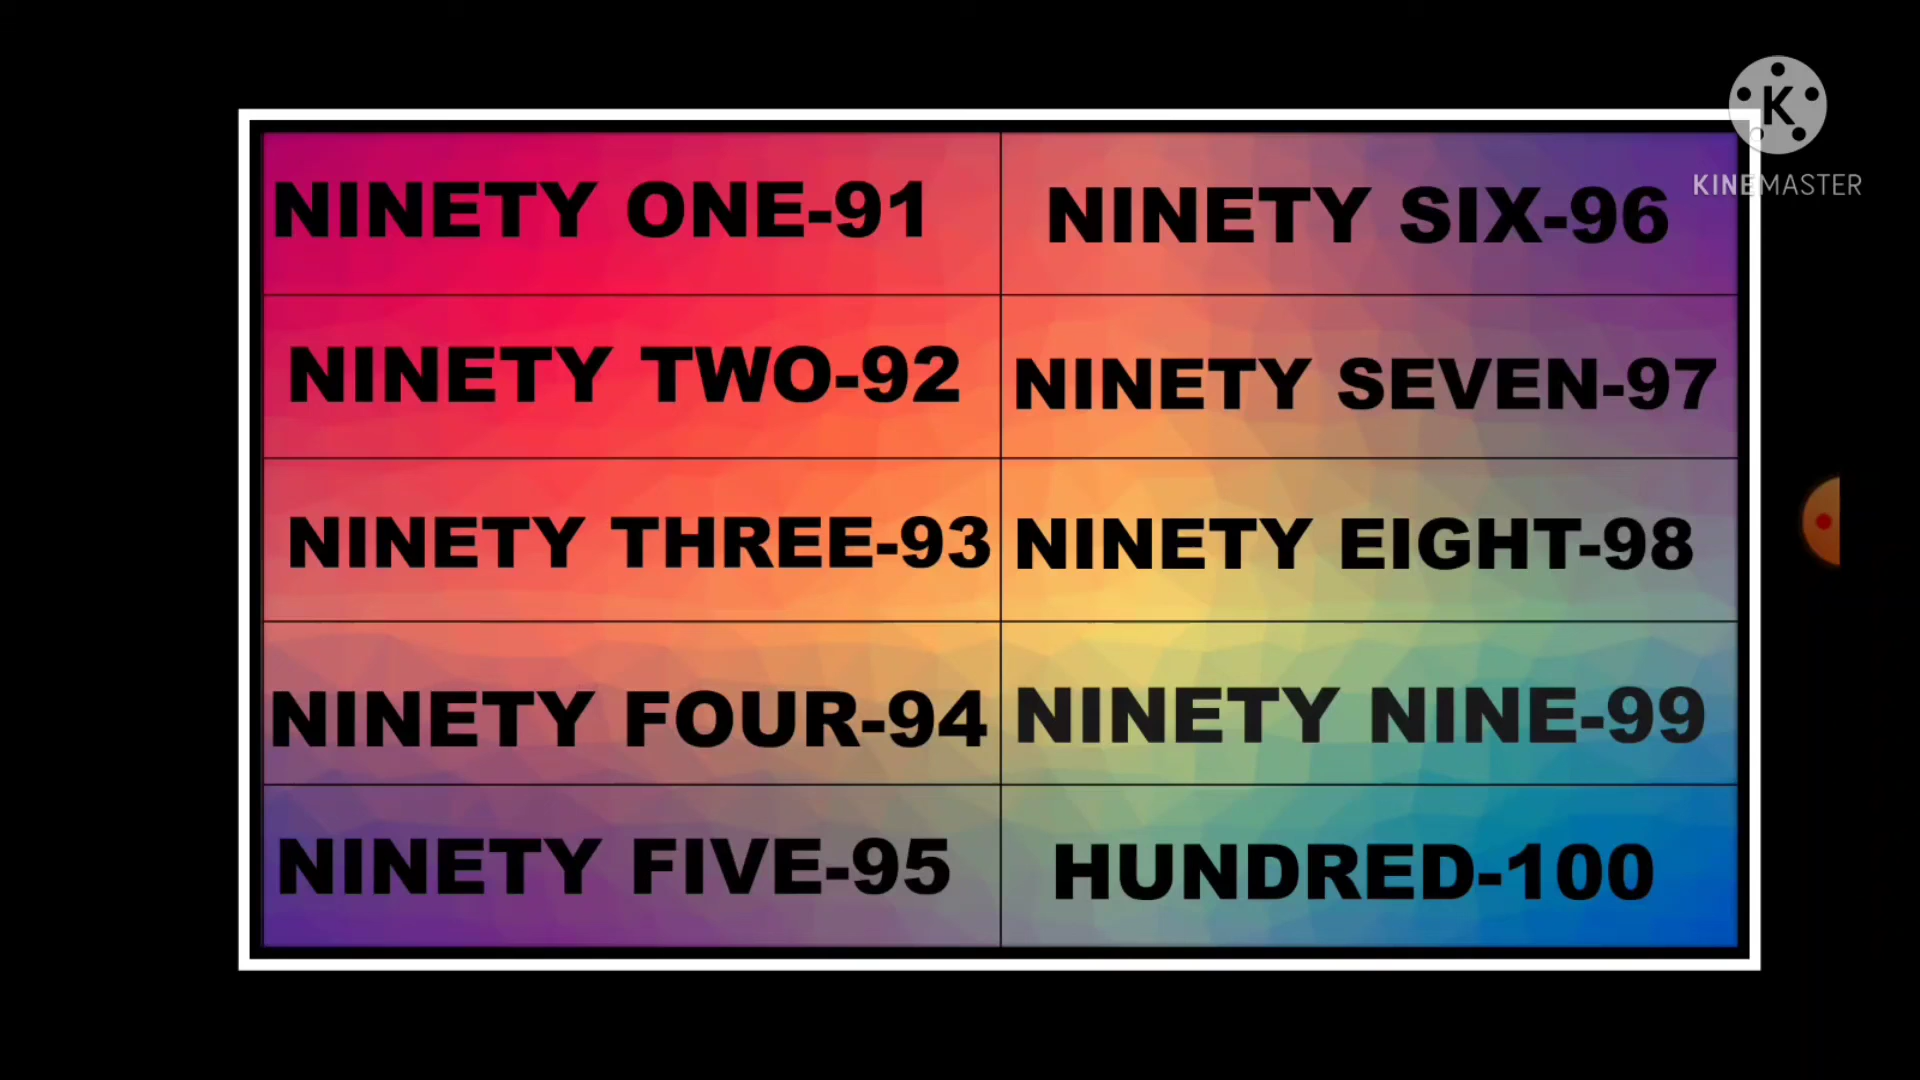 NINETY ONE-91
NINETY TWO-92
NINETY THREE-93
NINETY FOUR-94
NINETY FIVE-95
NINETY SIX-96
NINETY SEVEN-97
NINETY EIGHT-98
NINETY NINE-99
HUNDRED-100
K
KINEMASTER